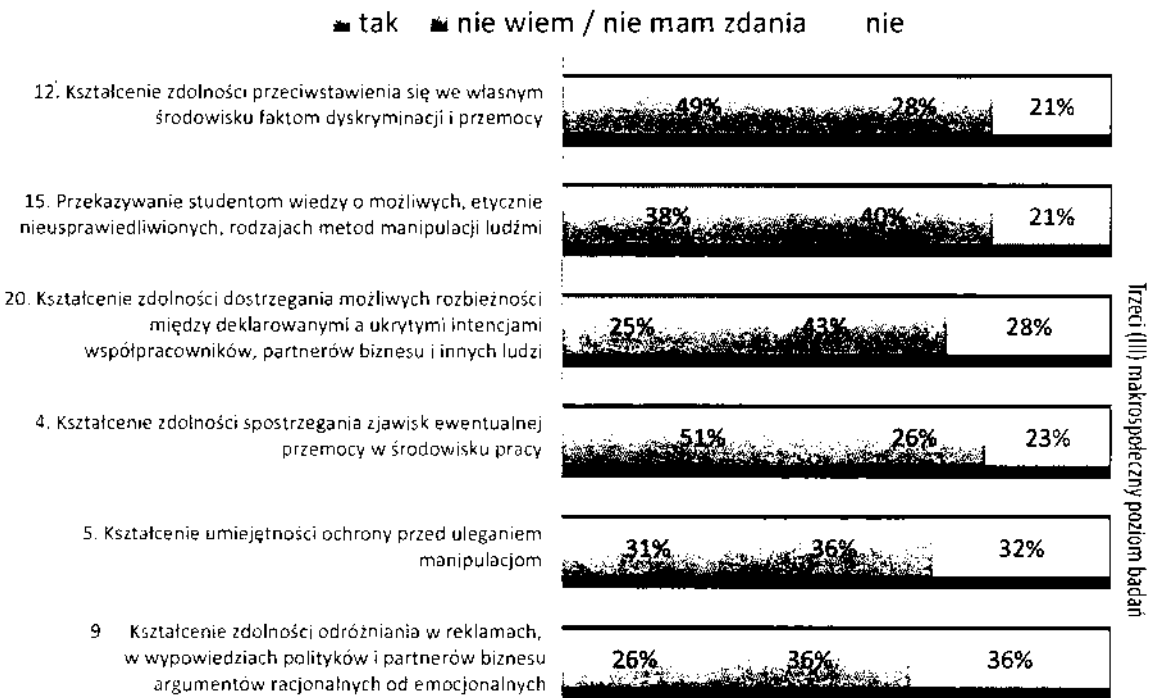 tak nie wiem / nie mam zdania nie
12. Kształcenie zdolności przeciwstawienia się we własnym
środowisku faktom dyskryminacji i przemocy
49% 28% 21%
15. Przekazywanie studentom wiedzy o możliwych, etycznie
nieusprawiedliwionych, rodzajach metod manipulacji ludźmi
38% 40% 21%
20. Kształcenie zdolności dostrzegania możliwych rozbieżności
między deklarowanymi a ukrytymi intencjami
współpracowników, partnerów biznesu i innych ludzi
25% 43% 28%
4. Kształcenie zdolności spostrzegania zjawisk ewentualnej
przemocy w środowisku pracy
51% 26% 23%
5. Kształcenie umiejętności ochrony przed uleganiem
manipulacjom
31% 36% 32%
9 Kształcenie zdolności odróżniania w reklamach,
w wypowiedziach polityków i partnerów biznesu
argumentów racjonalnych od emocjonalnych
26% 36% 36%
Trzeci (III) makrospołeczny poziom badań